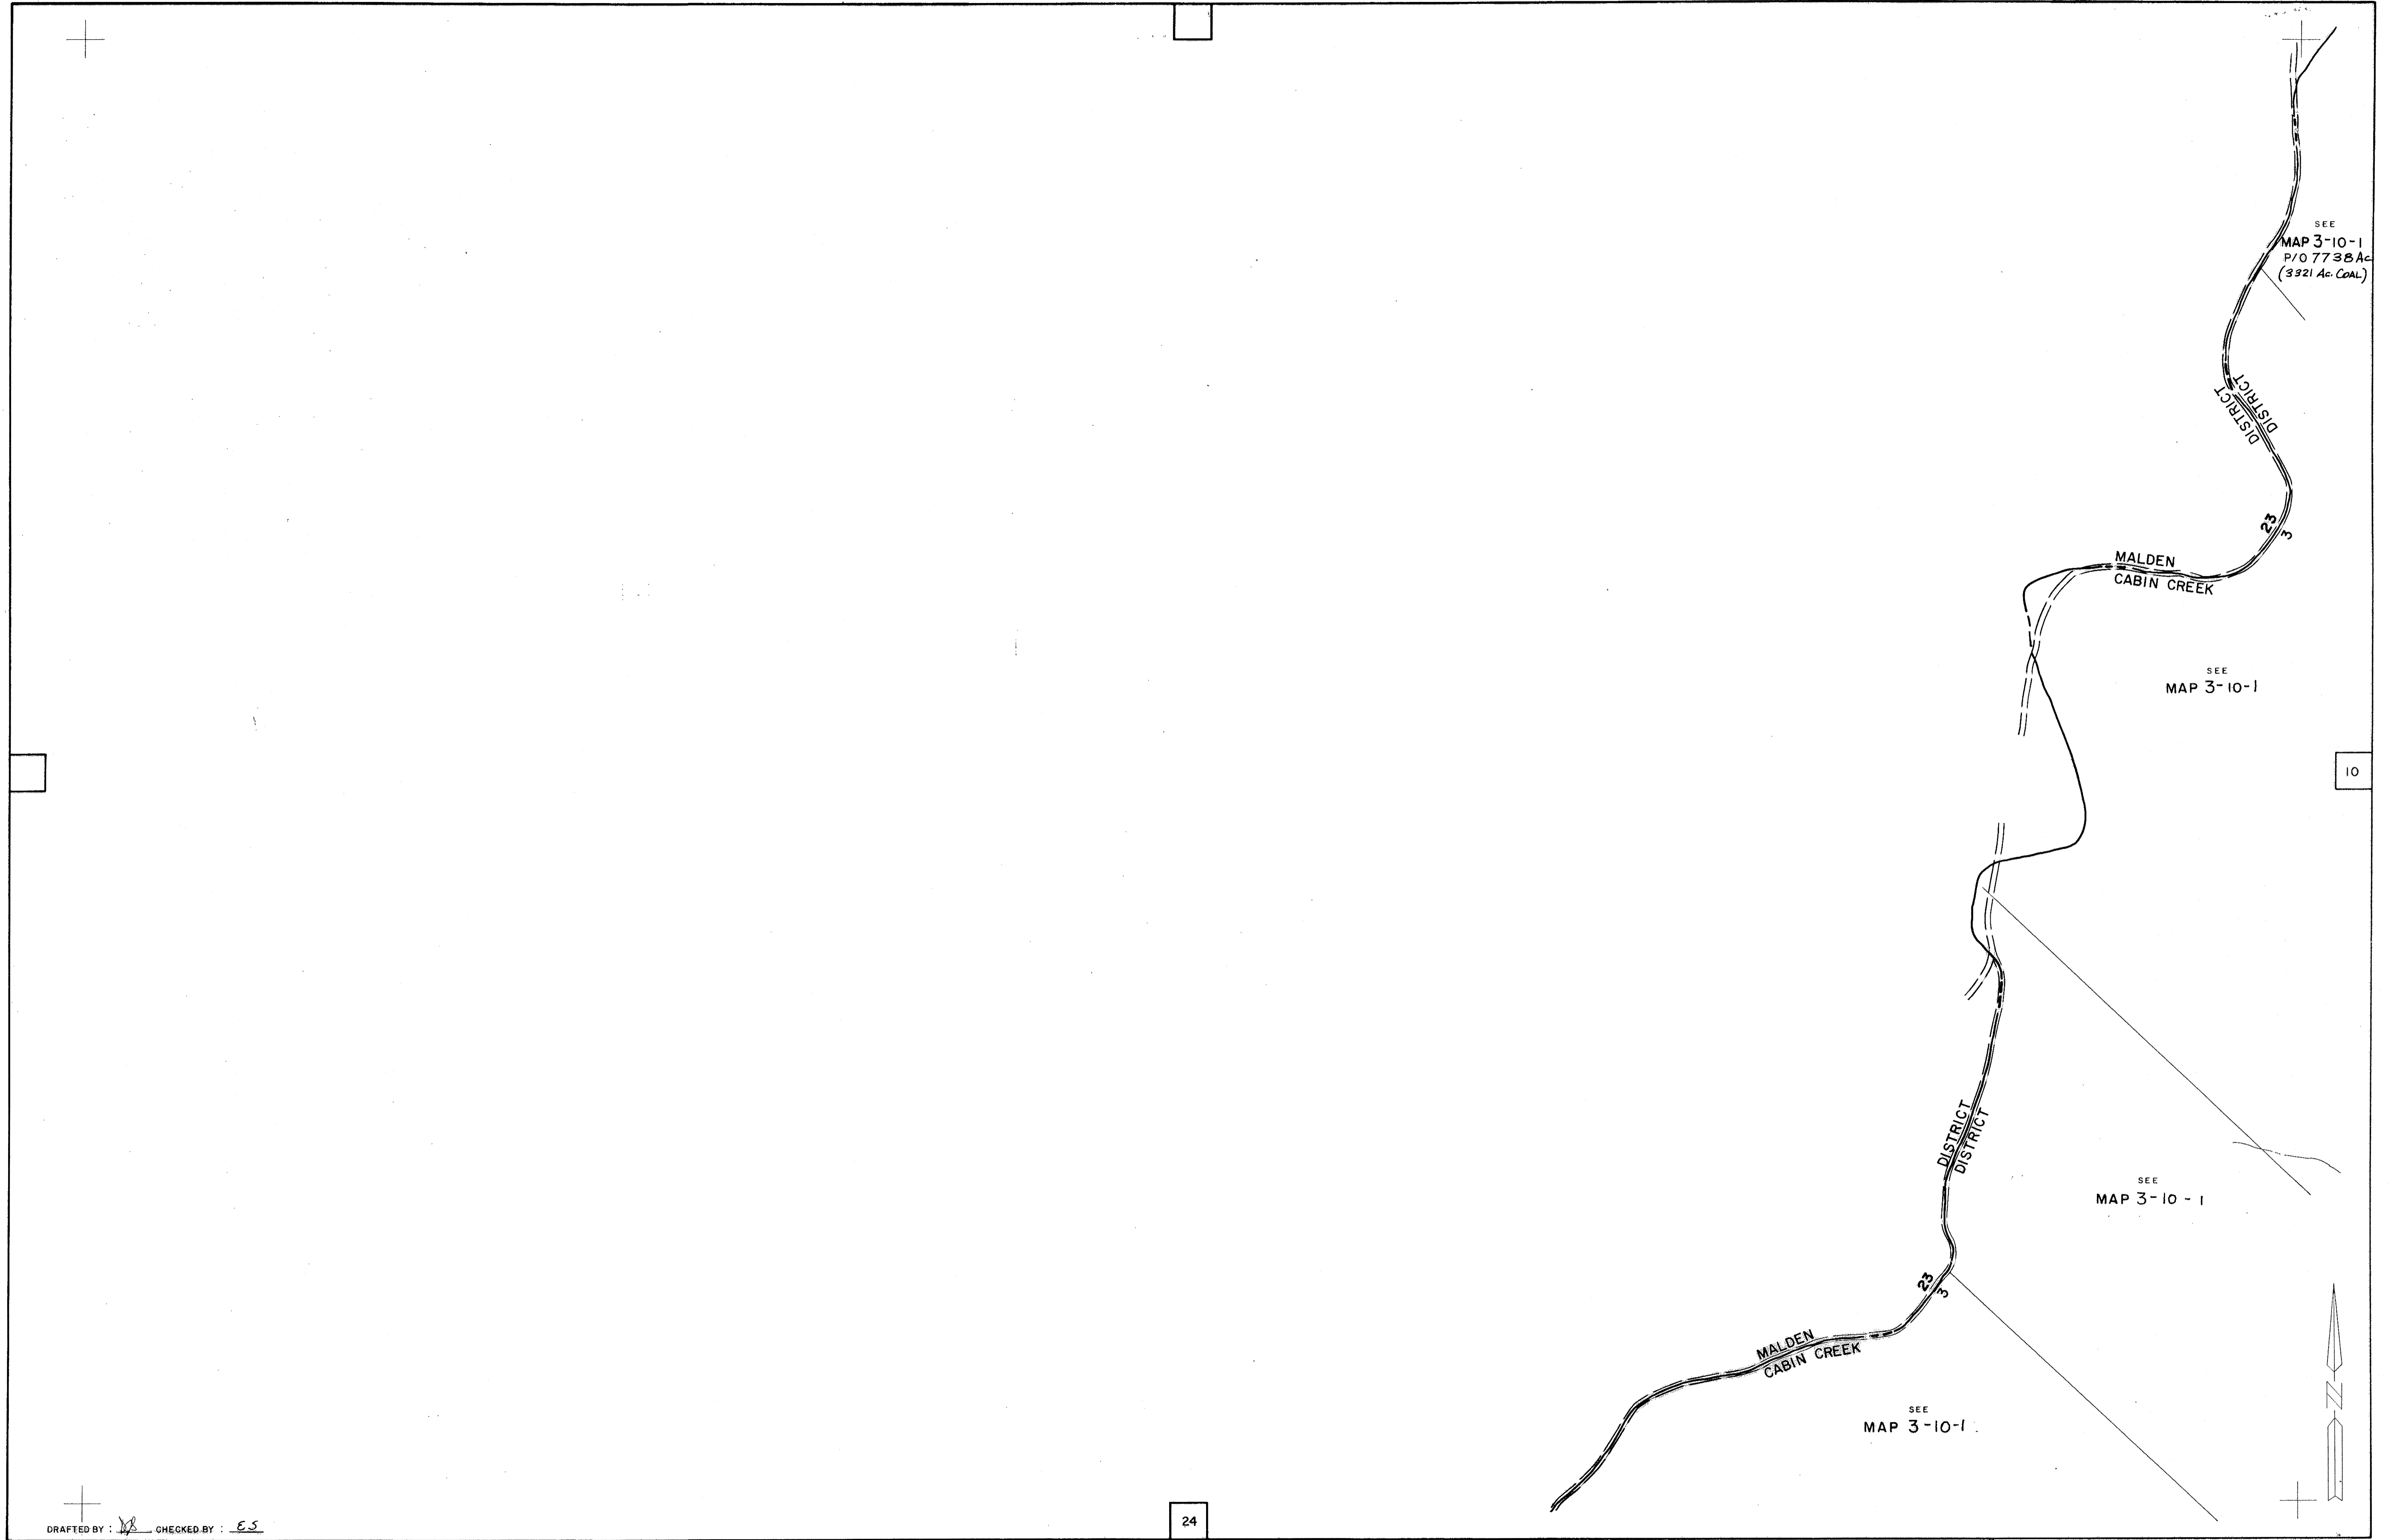 SEE
MAP 3-10-1
P/O 7738 Ac
(3321 Ac. COAL)
DISTRICT
DISTRICT
23
3
MALDEN
CABIN CREEK
SEE
MAP 3-10-1
10
DISTRICT
DISTRICT
SEE
MAP 3-10-1
23
3
MALDEN
CABIN CREEK
N
SEE
MAP 3-10-1
24
DRAFTED BY : CHECKED BY : ES